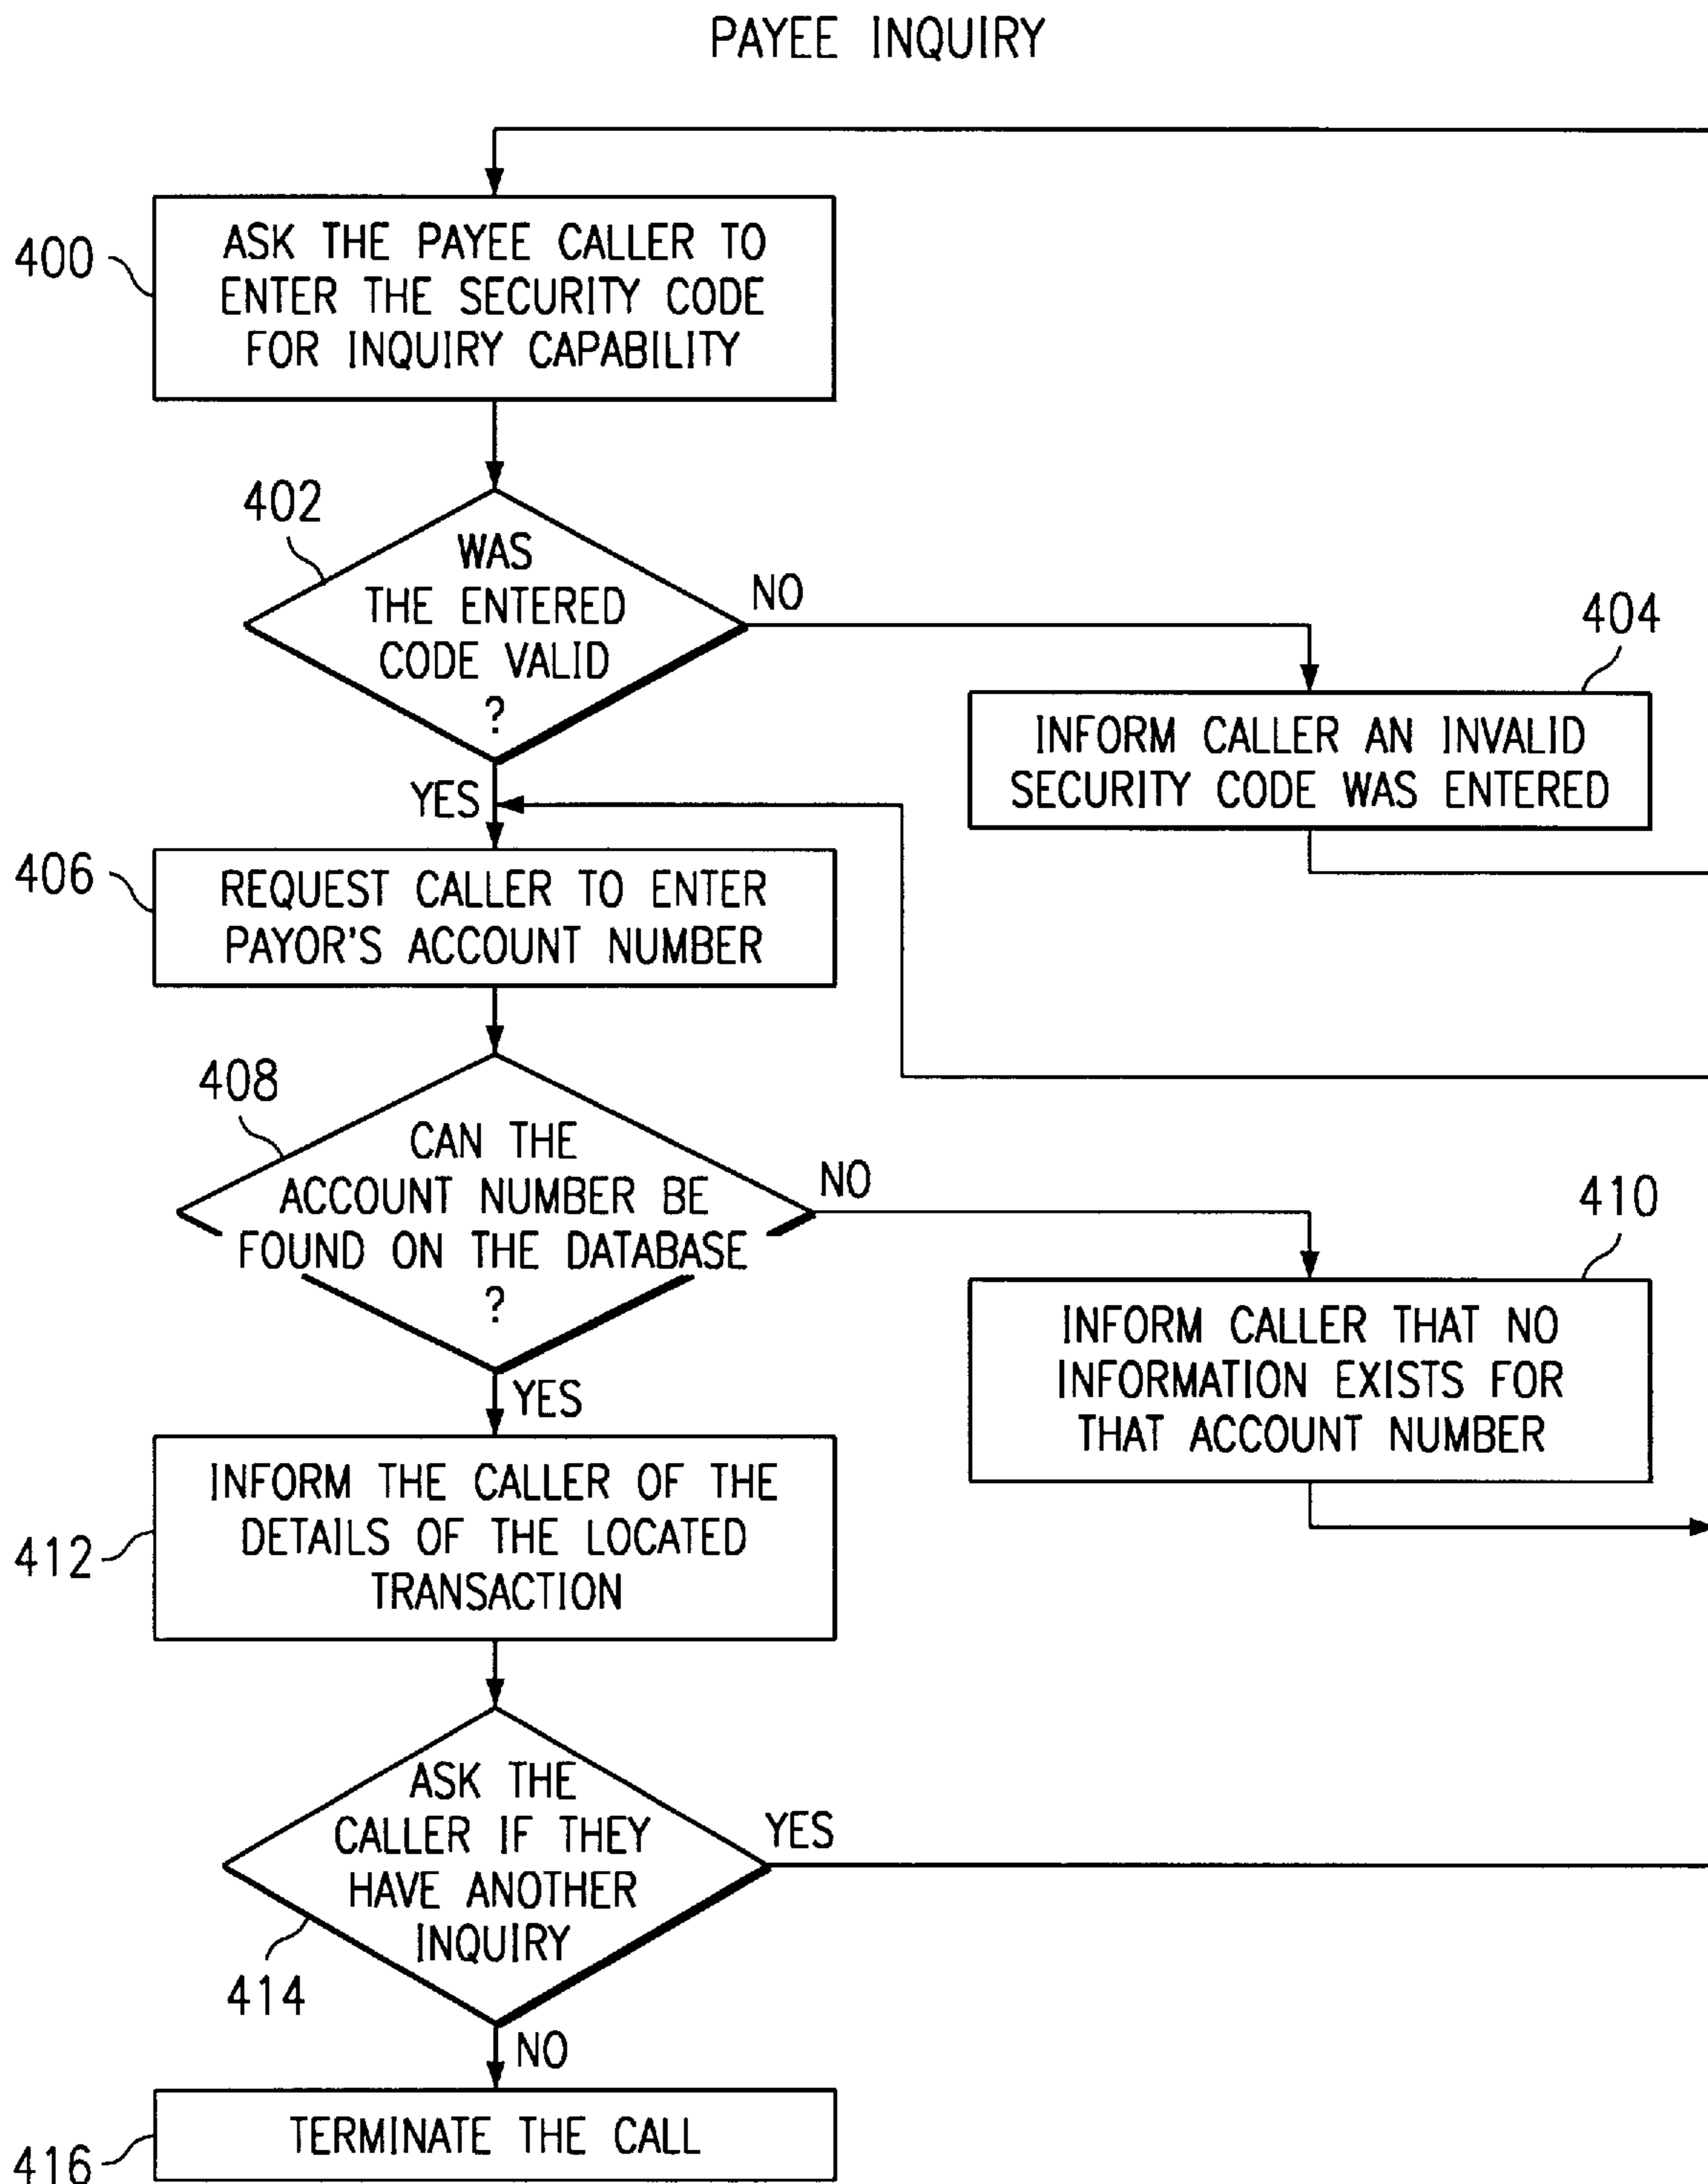 PAYEE INQUIRY
400
ASK THE PAYEE CALLER TO
ENTER THE SECURITY CODE
FOR INQUIRY CAPABILITY
402
WAS
THE ENTERED
CODE VALID
?
NO
404
INFORM CALLER AN INVALID
SECURITY CODE WAS ENTERED
YES
406
REQUEST CALLER TO ENTER
PAYOR'S ACCOUNT NUMBER
408
CAN THE
ACCOUNT NUMBER BE
FOUND ON THE DATABASE
?
NO
410
INFORM CALLER THAT NO
INFORMATION EXISTS FOR
THAT ACCOUNT NUMBER
YES
412
INFORM THE CALLER OF THE
DETAILS OF THE LOCATED
TRANSACTION
ASK THE
CALLER IF THEY
HAVE ANOTHER
INQUIRY
YES
414
NO
416
TERMINATE THE CALL